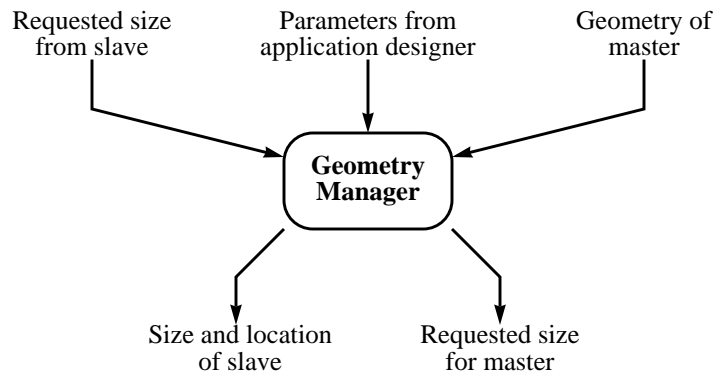 Requested size
from slave
Parameters from
application designer
Geometry of
master
Geometry
Manager
Size and location
of slave
Requested size
for master